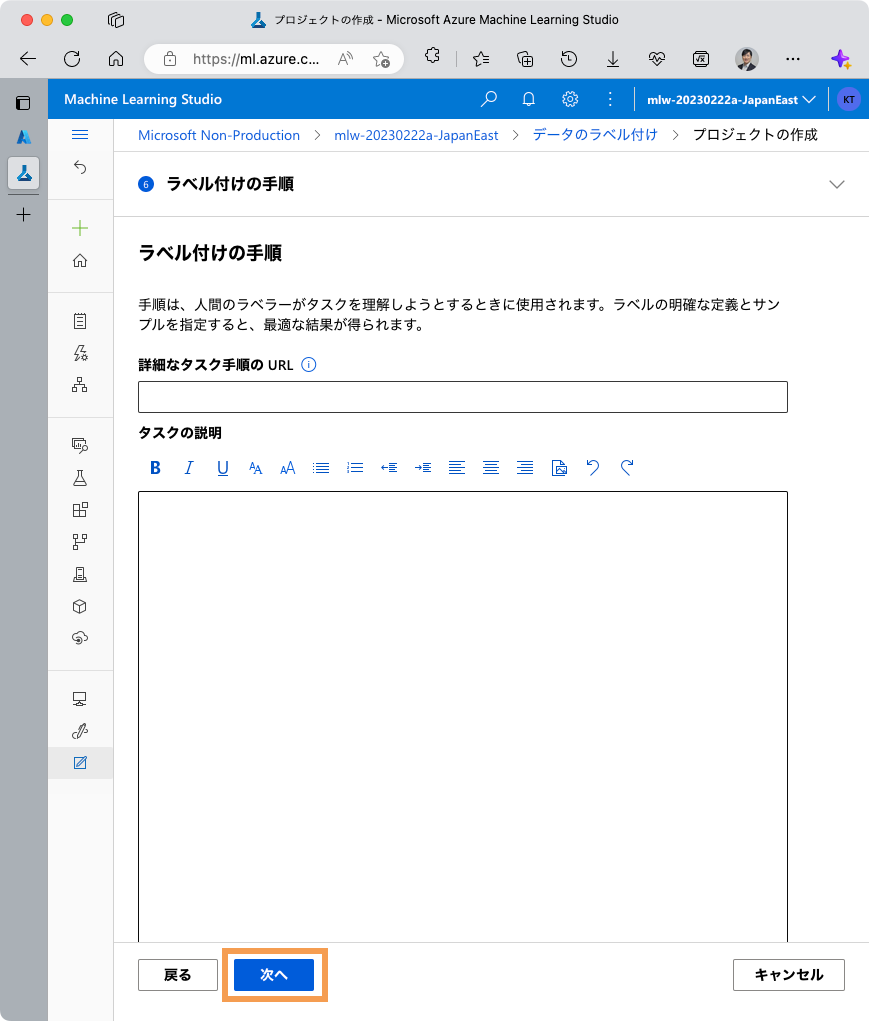 プロジェクトの作成 - Microsoft Azure Machine Learning Studio
https://ml.azure.c...
Machine Learning Studio
mlw-20230222a-JapanEast
KT
Microsoft Non-Production > mlw-20230222a-JapanEast > データのラベル付け > プロジェクトの作成
6 ラベル付けの手順
ラベル付けの手順
手順は、人間のラベラーがタスクを理解しようとするときに使用されます。ラベルの明確な定義とサン
プルを指定すると、最適な結果が得られます。
詳細なタスク手順の URL
タスクの説明
B I U AA AA
戻る 次へ キャンセル